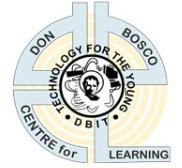 DON
BOSCO
TECHNOLOGY FOR THE YOUNG
• DBIT •
CENTRE for
LEARNING